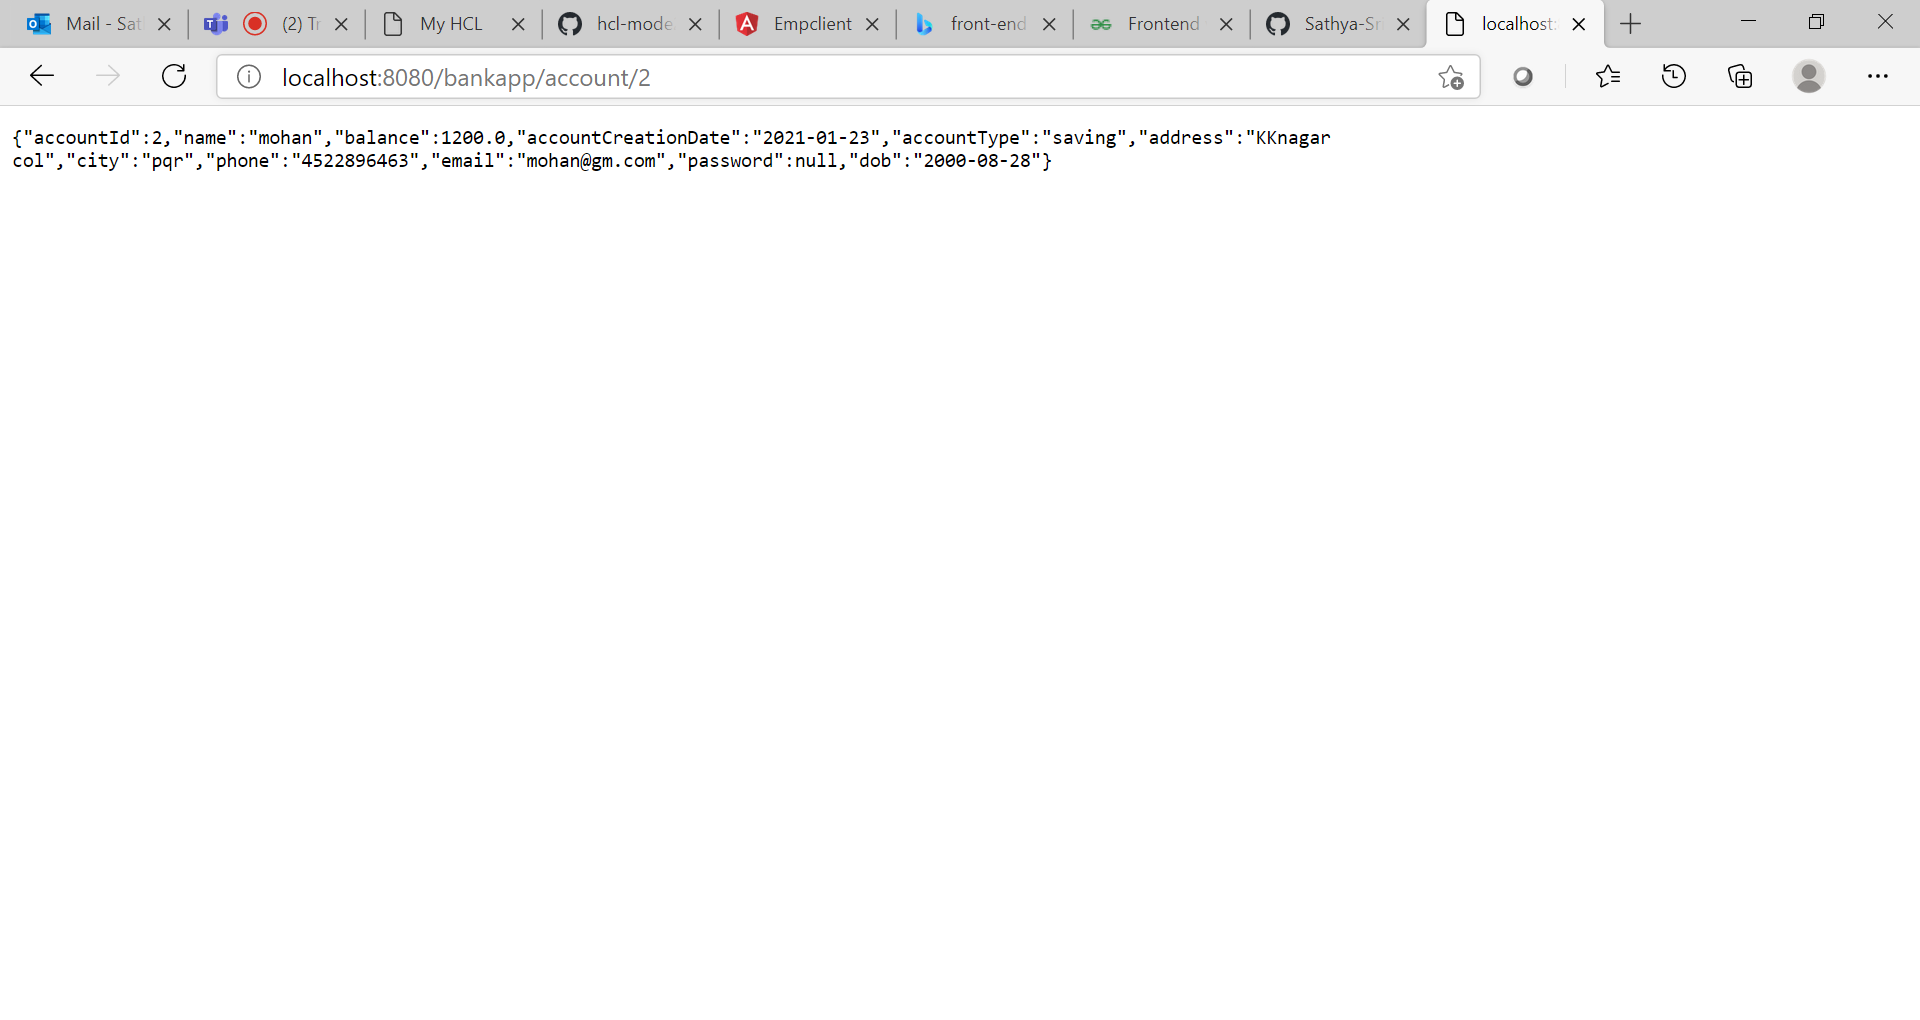 Mail - Sat
(2) Tr
My HCL
hcl-mode
Empclient
front-end
Frontend
Sathya-Sr
localhost:
localhost:8080/bankapp/account/2
{"accountId":2,"name":"mohan","balance":1200.0,"accountCreationDate":"2021-01-23","accountType":"saving","address":"KKnagar
col","city":"pqr","phone":"4522896463","email":"mohan@gm.com","password":null,"dob":"2000-08-28"}